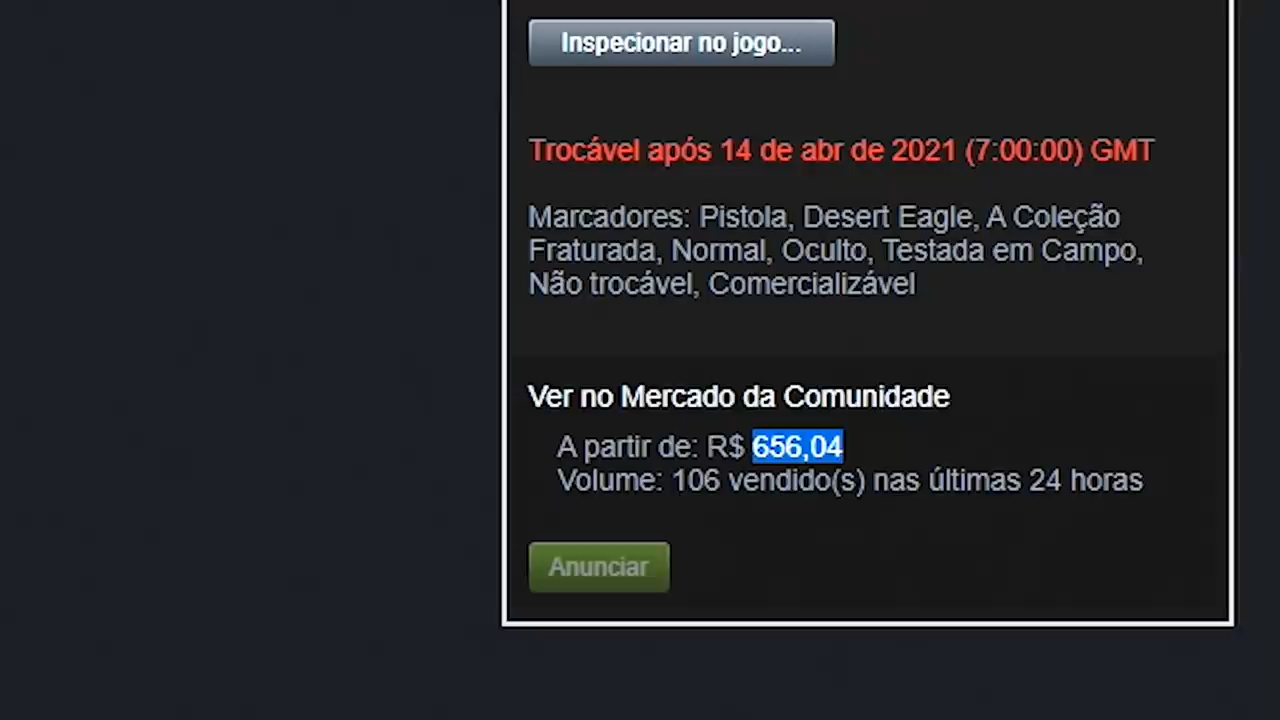 Inspecionar no jogo...
Trocável após 14 de abr de 2021 (7:00:00) GMT
Marcadores: Pistola, Desert Eagle, A Coleção
Fraturada, Normal, Oculto, Testada em Campo,
Não trocável, Comercializável
Ver no Mercado da Comunidade
A partir de: R$ 656,04
Volume: 106 vendido(s) nas últimas 24 horas
Anunciar